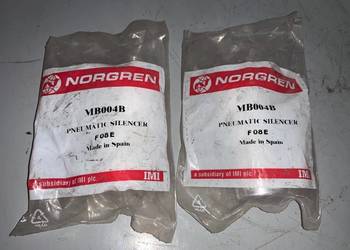 NORGREN
MB004B
PNEUMATIC SILENCER
F08E
Made in Spain
a subsidiary of IMI plc.
IMI
NORGREN
MB004B
PNEUMATIC SILENCER
F08E
Made in Spain
a subsidiary of IMI plc.
IMI